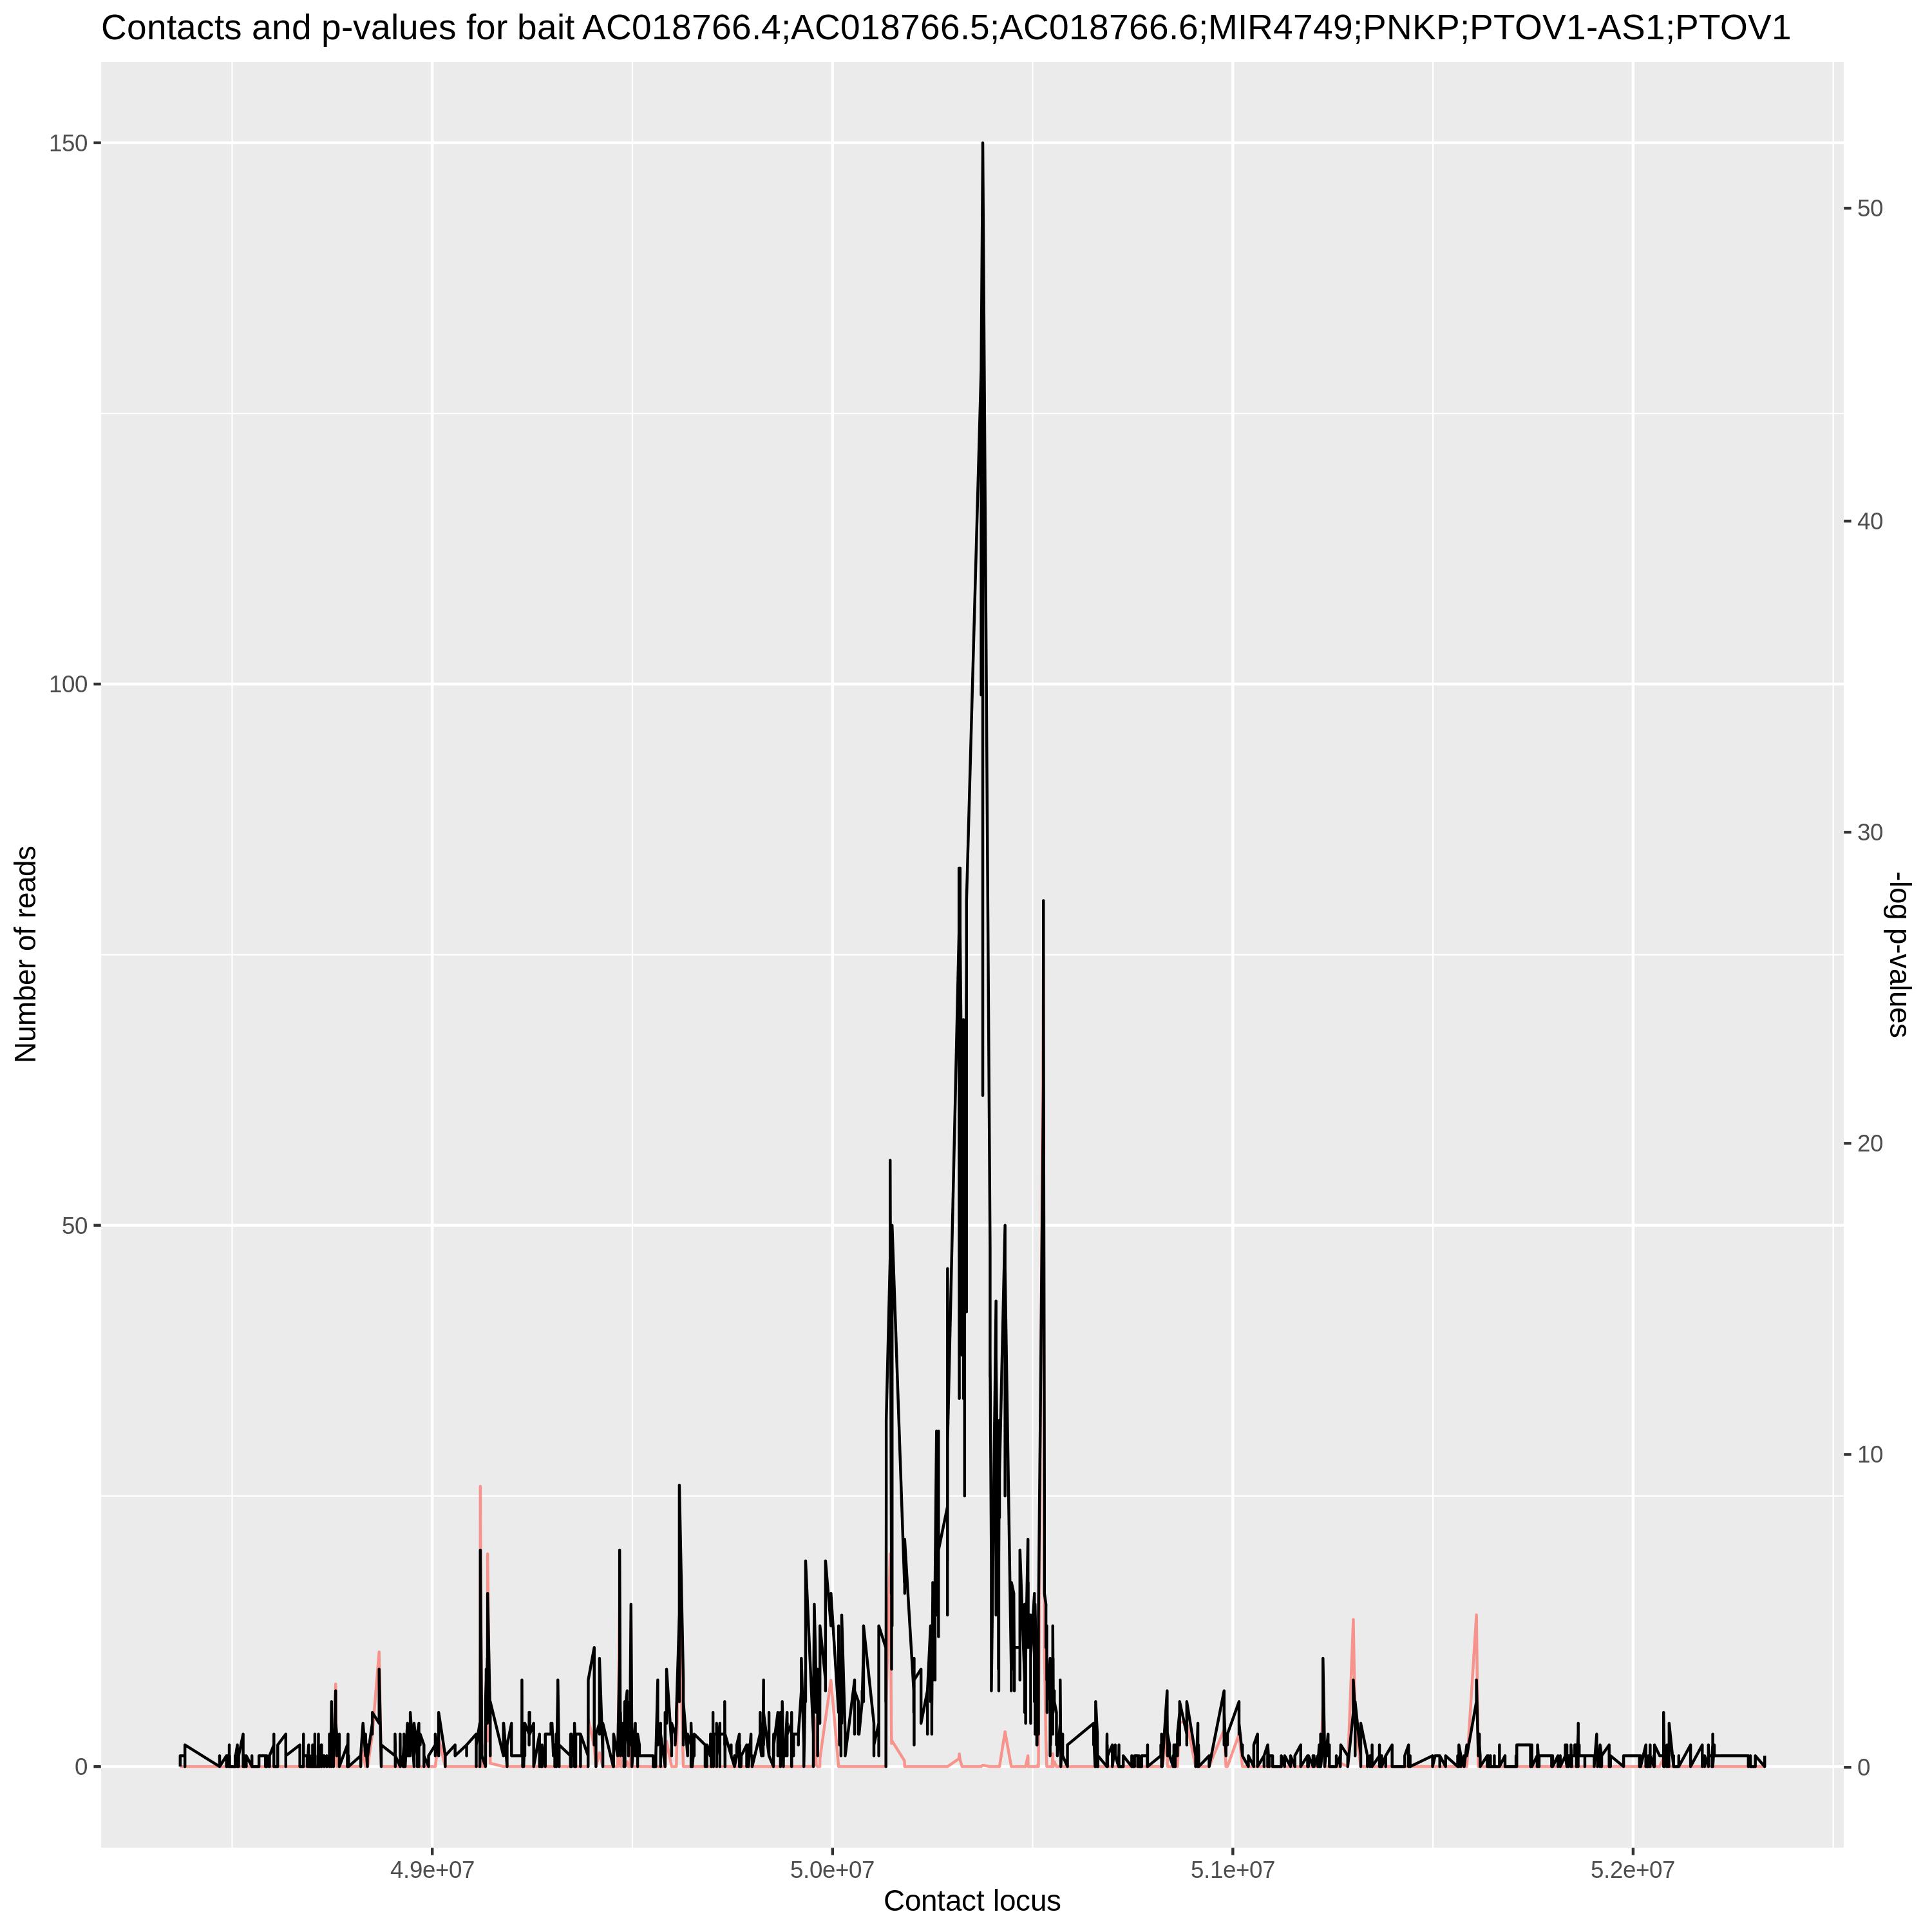 Contacts and p-values for bait AC018766.4;AC018766.5;AC018766.6;MIR4749;PNKP;PTOV1-AS1;PTOV1
150
100
50
0
Number of reads
50
40
30
20
10
0
-log p-values
4.9e+07 5.0e+07 5.1e+07 5.2e+07
Contact locus